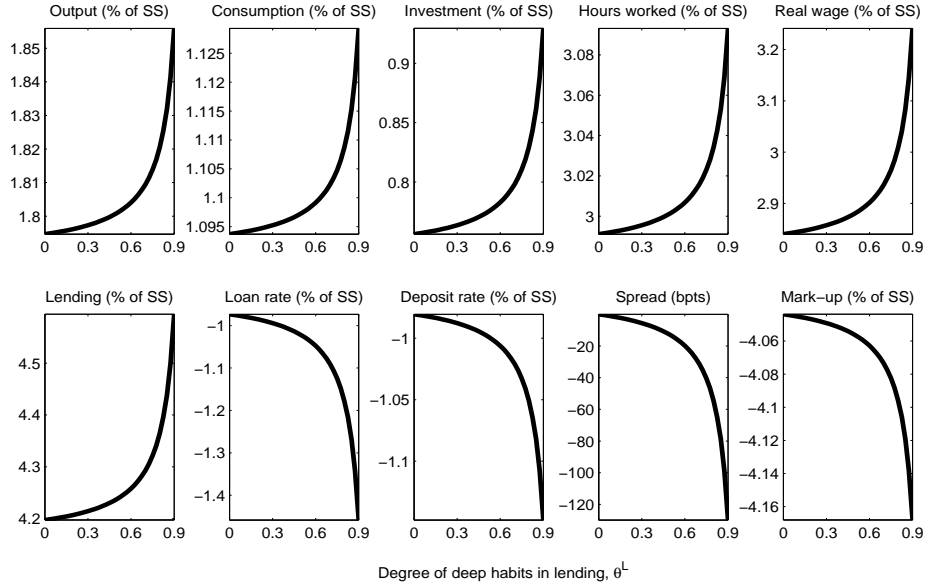 Output (% of SS) Consumption (% of SS) Investment (% of SS) Hours worked (% of SS) Real wage (% of SS)
1.85 1.84 1.83 1.82 1.81 1.8
0 0.3 0.6 0.9
1.125 1.12 1.115 1.11 1.105 1.1 1.095
0 0.3 0.6 0.9
0.9 0.8
0 0.3 0.6 0.9
3.08 3.06 3.04 3.02 3
0 0.3 0.6 0.9
3.2 3.1 3 2.9
0 0.3 0.6 0.9
Lending (% of SS) Loan rate (% of SS) Deposit rate (% of SS) Spread (bpts) Mark−up (% of SS)
4.5 4.4 4.3 4.2
0 0.3 0.6 0.9
−1 −1.1 −1.2 −1.3 −1.4
0 0.3 0.6 0.9
−1 −1.05 −1.1
0 0.3 0.6 0.9
−20 −40 −60 −80 −100 −120
0 0.3 0.6 0.9
−4.06 −4.08 −4.1 −4.12 −4.14 −4.16
0 0.3 0.6 0.9
Degree of deep habits in lending, θ^L